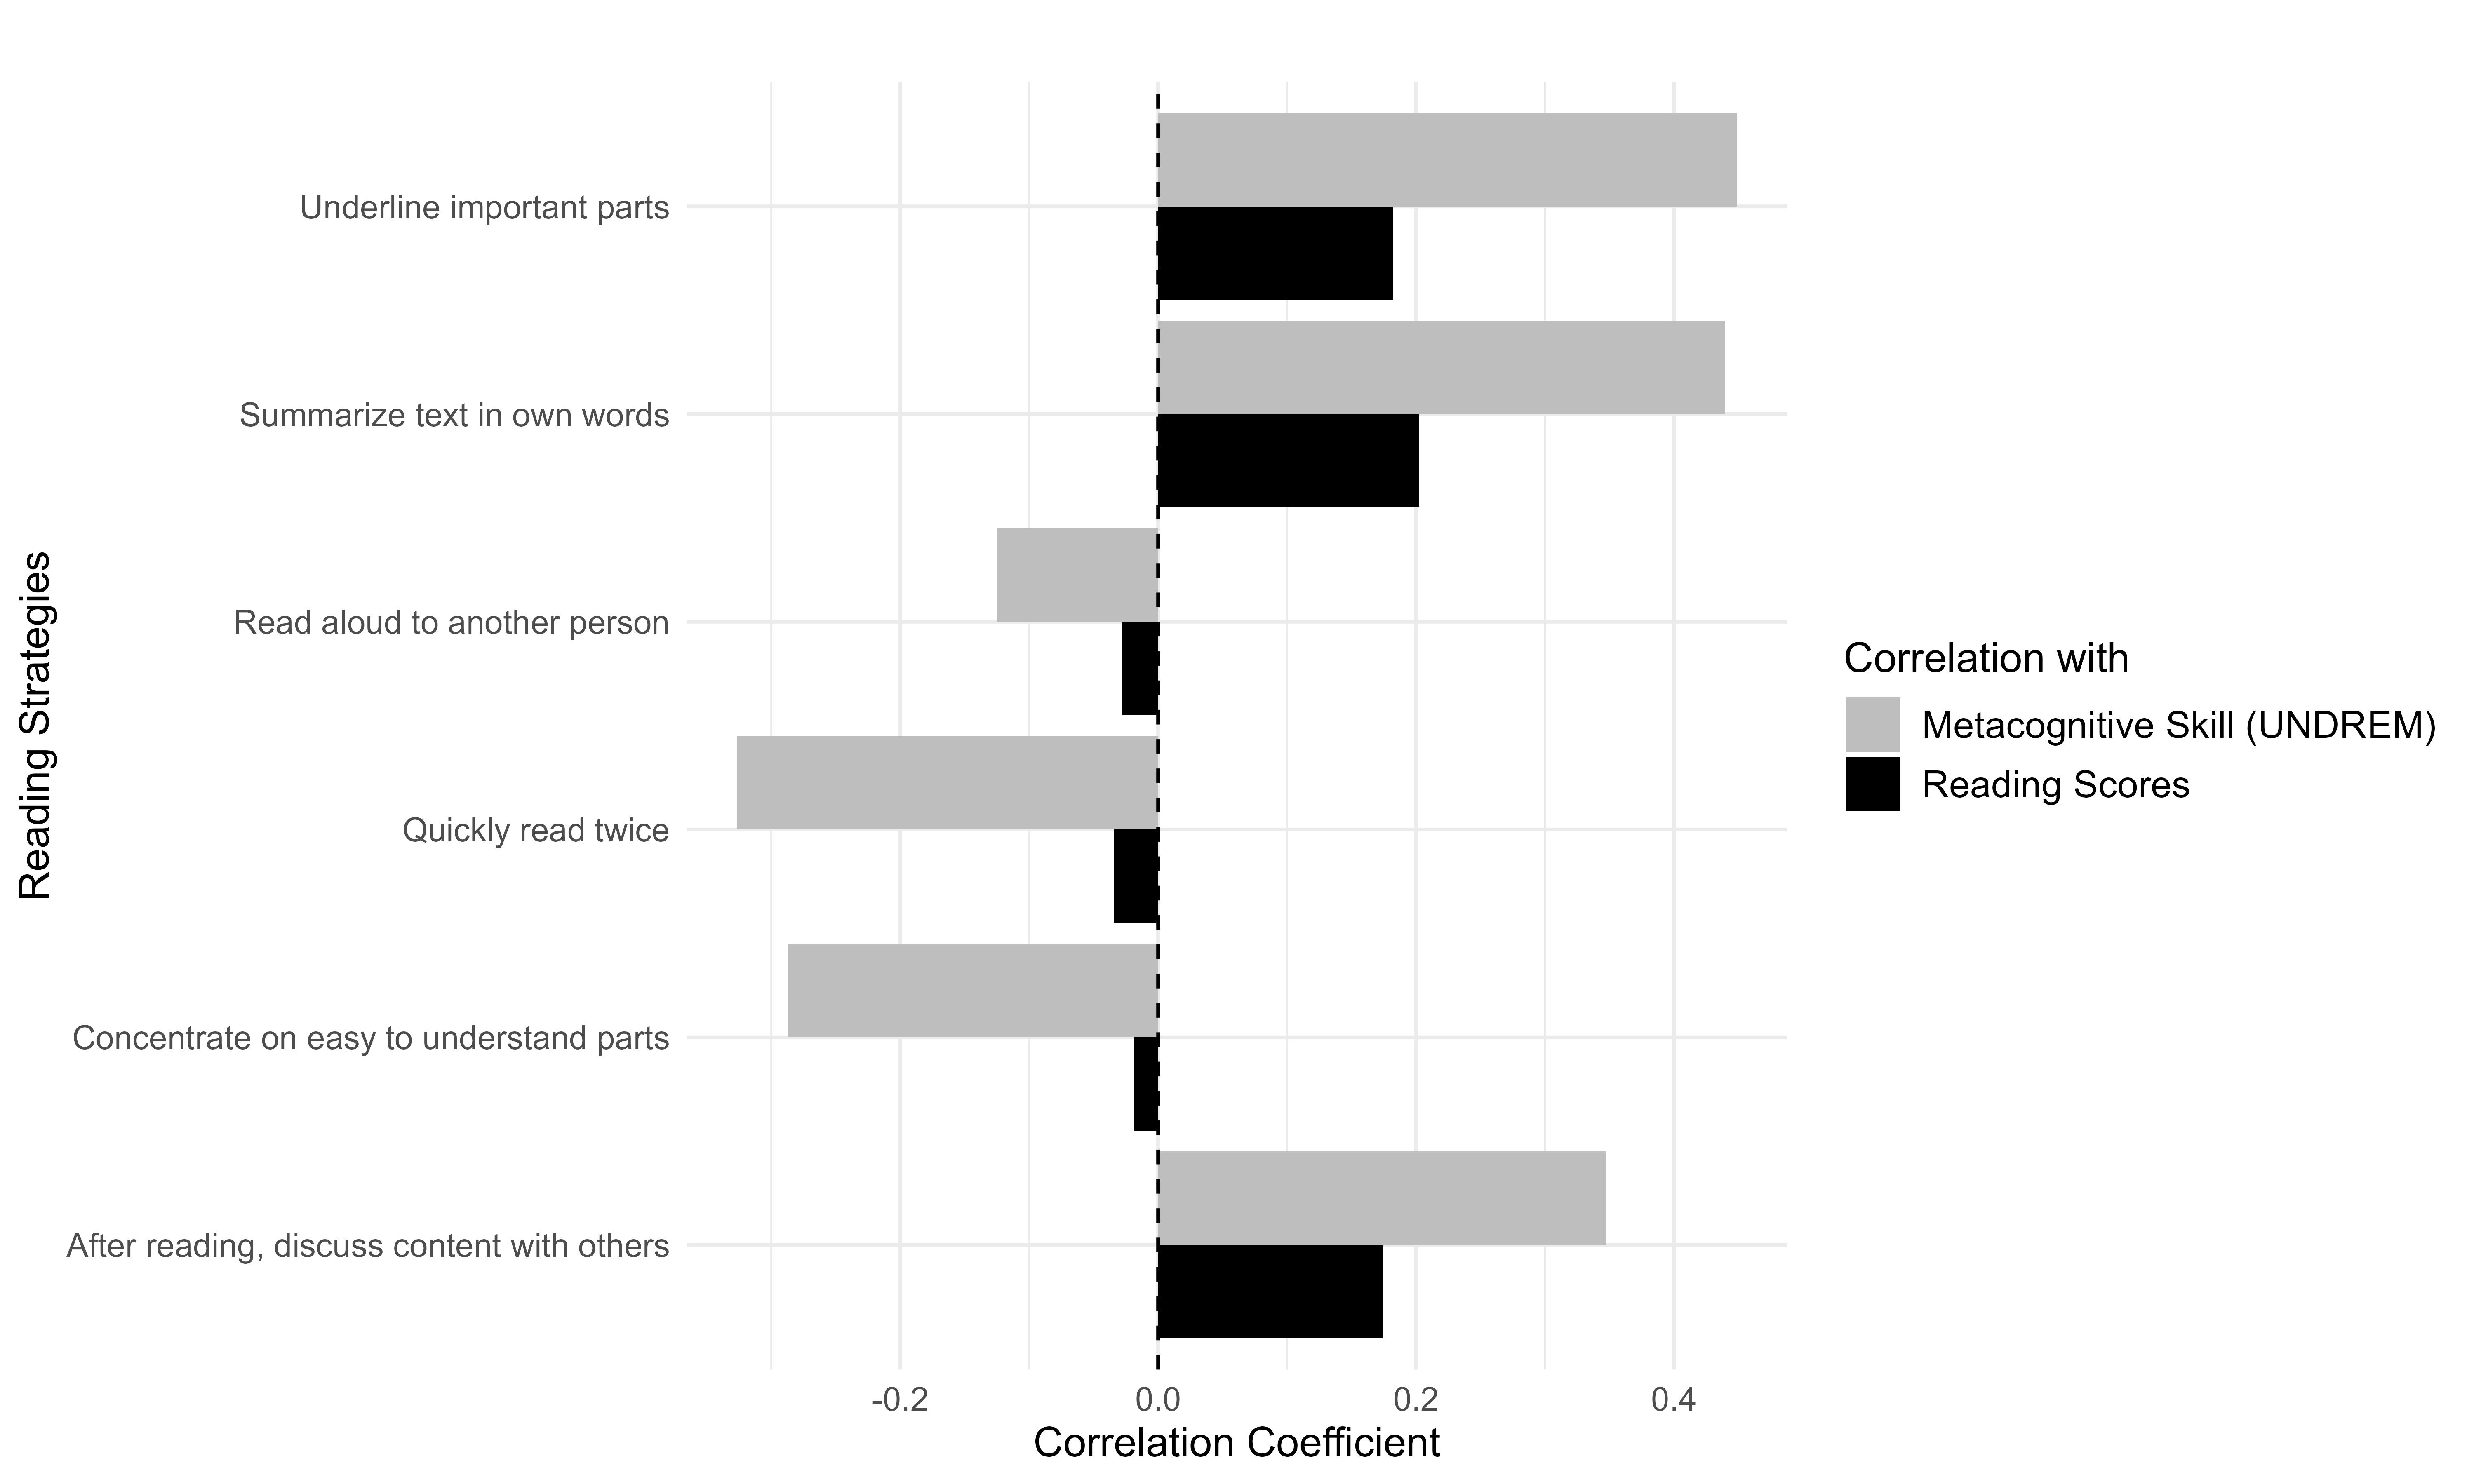 Underline important parts
Summarize text in own words
Read aloud to another person
Quickly read twice
Concentrate on easy to understand parts
After reading, discuss content with others
Reading Strategies
-0.2
0.0
0.2
0.4
Correlation Coefficient
Correlation with
Metacognitive Skill (UNDREM)
Reading Scores